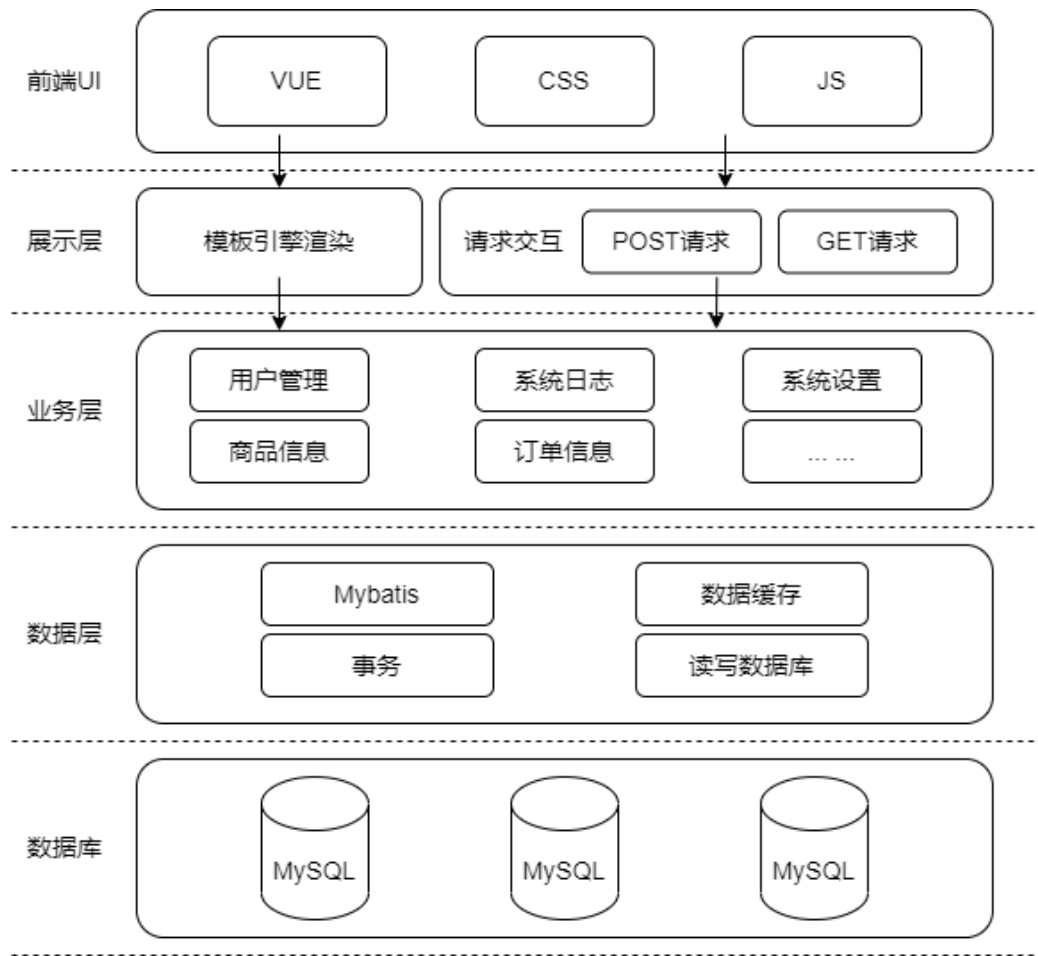 前端UI
VUE
CSS
JS
展示层
模板引擎渲染
请求交互
POST请求
GET请求
业务层
用户管理
系统日志
系统设置
商品信息
订单信息
... ...
数据层
Mybatis
数据缓存
事务
读写数据库
数据库
MySQL
MySQL
MySQL